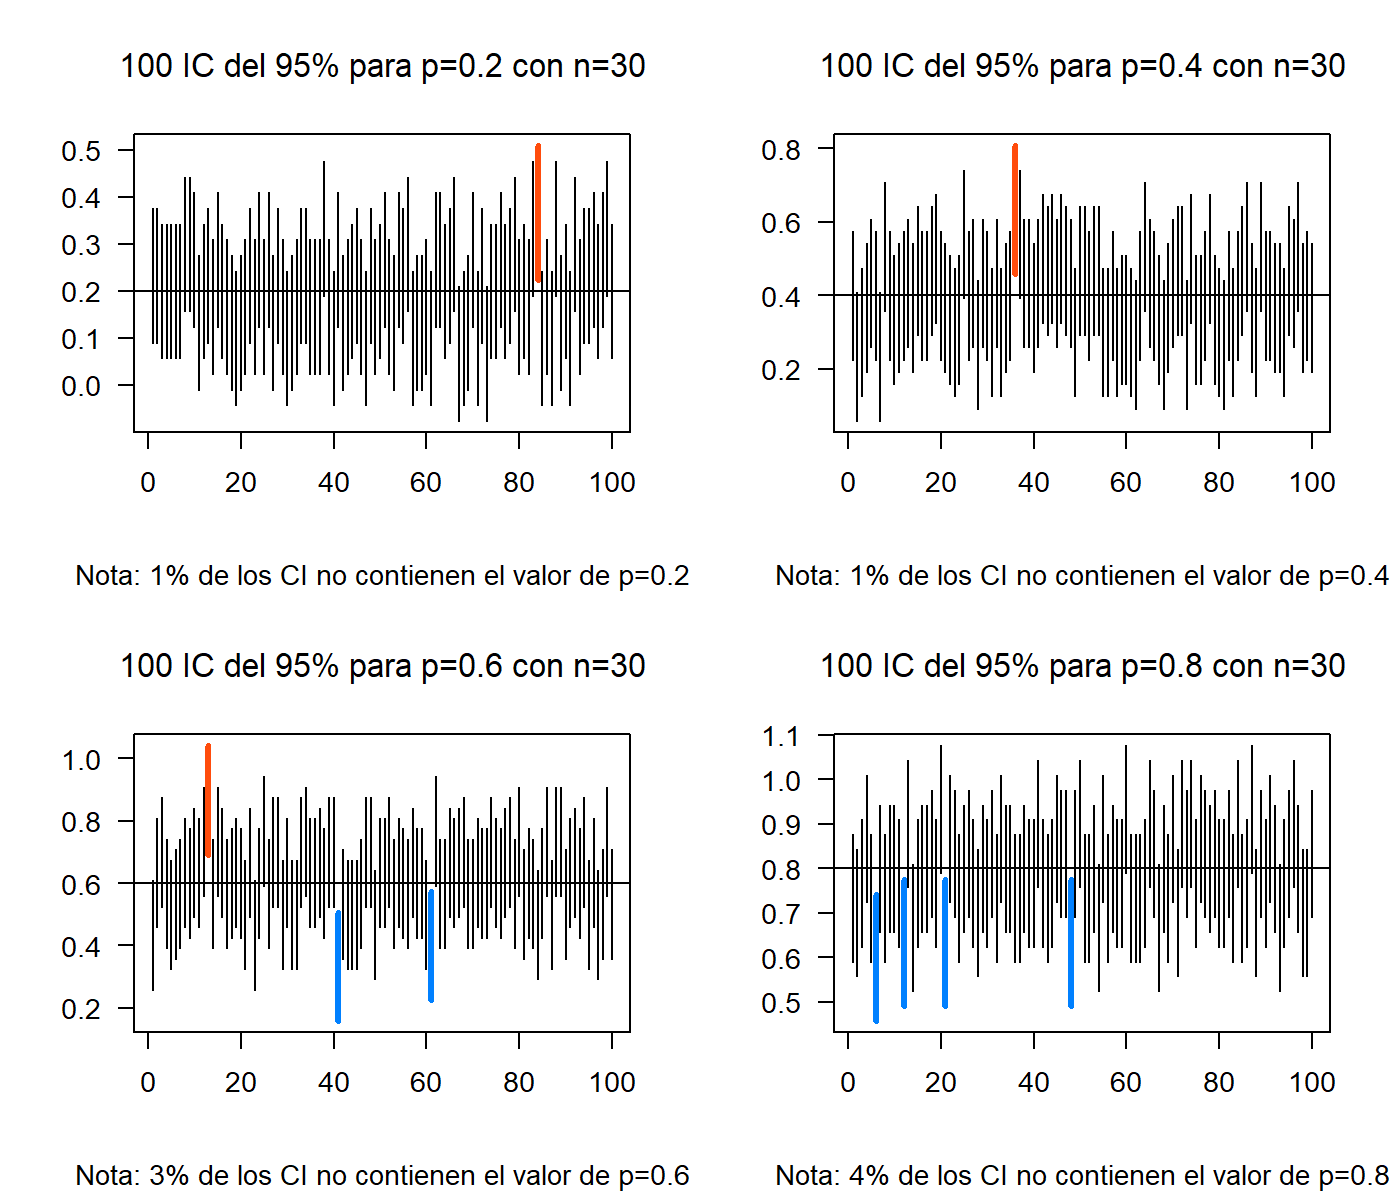 100 IC del 95% para p=0.2 con n=30
0.5
0.4
0.3
0.2
0.1
0.0
0 20 40 60 80 100
Nota: 1% de los CI no contienen el valor de p=0.2
100 IC del 95% para p=0.4 con n=30
0.8
0.6
0.4
0.2
0 20 40 60 80 100
Nota: 1% de los CI no contienen el valor de p=0.4
100 IC del 95% para p=0.6 con n=30
1.0
0.8
0.6
0.4
0.2
0 20 40 60 80 100
Nota: 3% de los CI no contienen el valor de p=0.6
100 IC del 95% para p=0.8 con n=30
1.1
1.0
0.9
0.8
0.7
0.6
0.5
0 20 40 60 80 100
Nota: 4% de los CI no contienen el valor de p=0.8